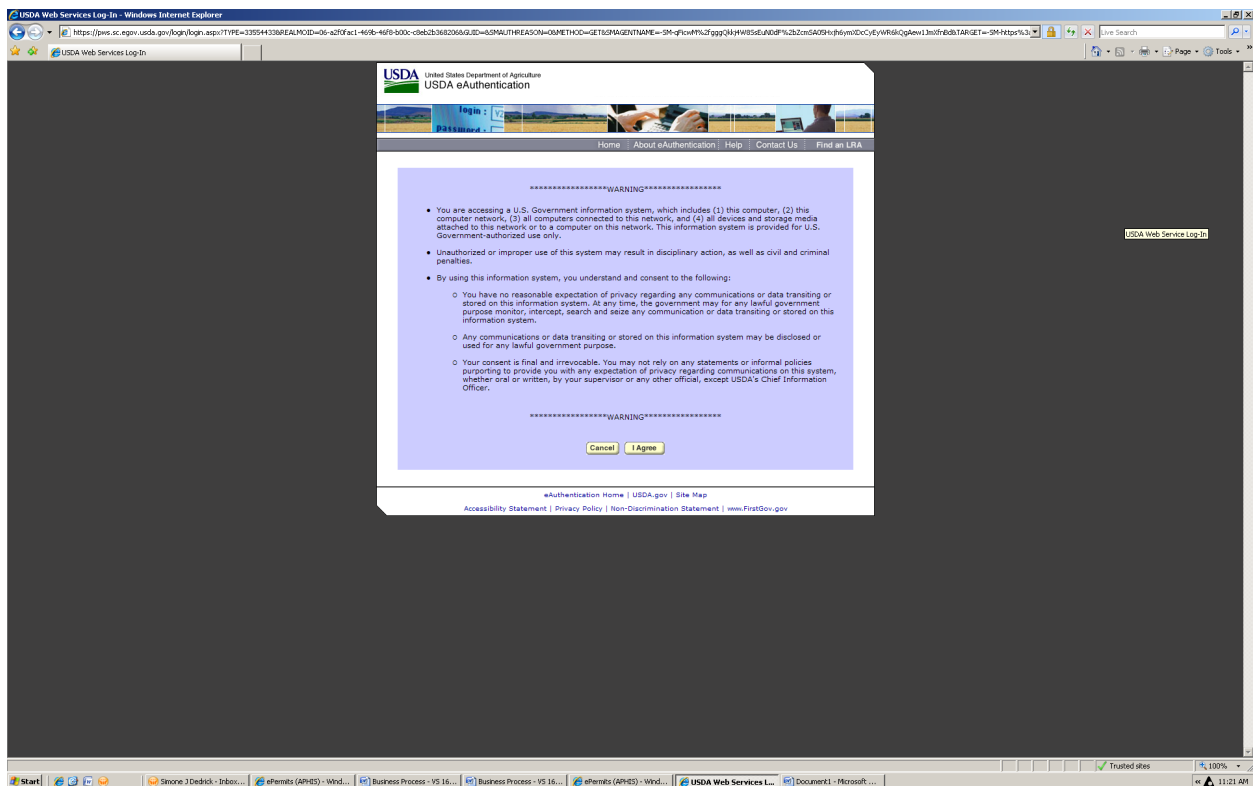 USDA Web Services Log-In - Windows Internet Explorer
Live Search
USDA Web Services Log-In
Page
Tools
USDA United States Department of Agriculture
USDA eAuthentication
login :
password :
Home About eAuthentication Help Contact Us Find an LRA
*****************WARNING*****************
• You are accessing a U.S. Government information system, which includes (1) this computer, (2) this
computer network, (3) all computers connected to this network, and (4) all devices and storage media
attached to this network or to a computer on this network. This information system is provided for U.S.
Government-authorized use only.
USDA Web Service Log-In
• Unauthorized or improper use of this system may result in disciplinary action, as well as civil and criminal
penalties.
• By using this information system, you understand and consent to the following:
o You have no reasonable expectation of privacy regarding any communications or data transiting or
stored on this information system. At any time, the government may for any lawful government
purpose monitor, intercept, search and seize any communication or data transiting or stored on this
information system.
o Any communications or data transiting or stored on this information system may be disclosed or
used for any lawful government purpose.
o Your consent is final and irrevocable. You may not rely on any statements or informal policies
purporting to provide you with any expectation of privacy regarding communications on this system,
whether oral or written, by your supervisor or any other official, except USDA's Chief Information
Officer.
*****************WARNING*****************
Cancel I Agree
eAuthentication Home | USDA.gov | Site Map
Accessibility Statement | Privacy Policy | Non-Discrimination Statement | www.FirstGov.gov
Trusted sites 100%
Start Simone J Dedrick - Inbox... ePermits (APHIS) - Wind... Business Process - VS 16... Business Process - VS 16... ePermits (APHIS) - Wind... USDA Web Services L... Document1 - Microsoft ... 11:21 AM